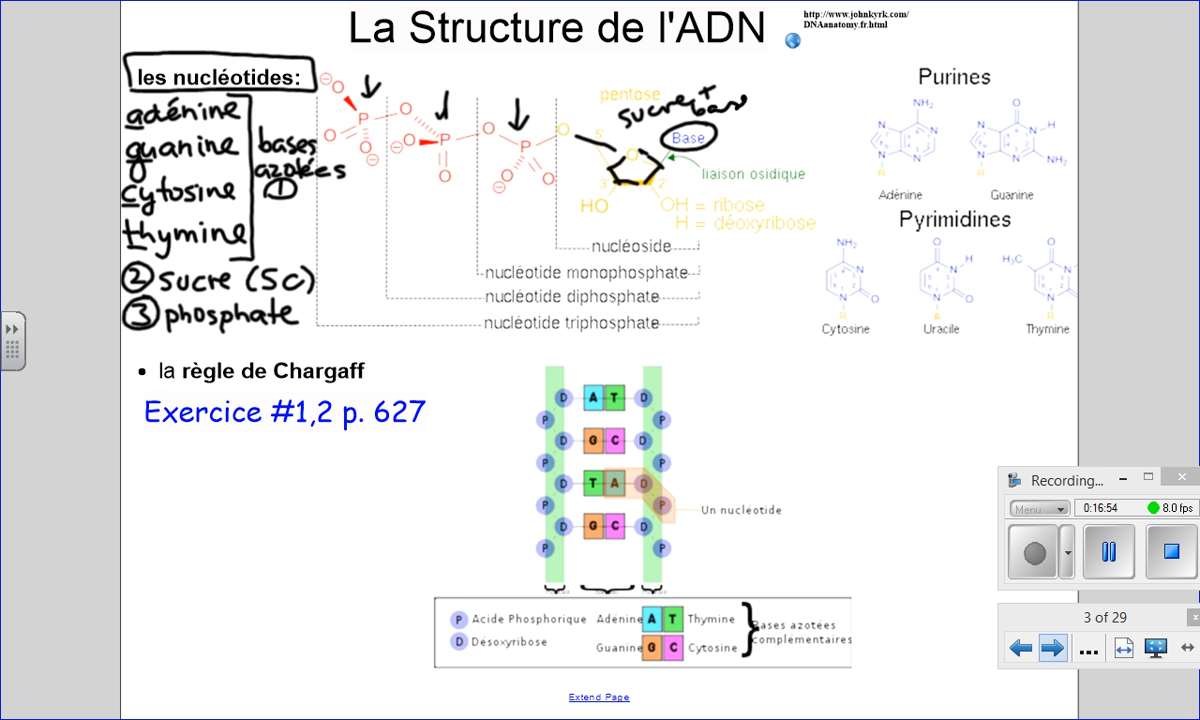 La Structure de l'ADN
http://www.johnkyrk.com/
DNAanatomy.fr.html
les nucléotides:
adénine
guanine
cytosine
thymine
bases
azotées
①
② sucre (5C)
③ phosphate
pentose
sucre +
base
Base
liaison osidique
5'
3'
2'
HO
OH = ribose
H = déoxyribose
P
P
P
O
O
O
O
O
O
O
O
O
O
O
nucléoside
nucléotide monophosphate
nucléotide diphosphate
nucléotide triphosphate
Purines
NH₂
N
N
N
N
R
Adénine
O
N
N
N
N
H
NH₂
R
Guanine
Pyrimidines
NH₂
N
N
O
R
Cytosine
O
N
H
N
O
R
Uracile
O
H₃C
N
N
O
R
Thymine
• la règle de Chargaff
Exercice #1,2 p. 627
D A T D
P P
D G C D
P P
D T A D
P P
Un nucléotide
D G C D
P P
P Acide Phosphorique
D Désoxyribose
Adénine A T Thymine
Guanine G C Cytosine
Bases azotées
complémentaires
Extend Page
Recording...
Menu
0:16:54
8.0 fps
3 of 29